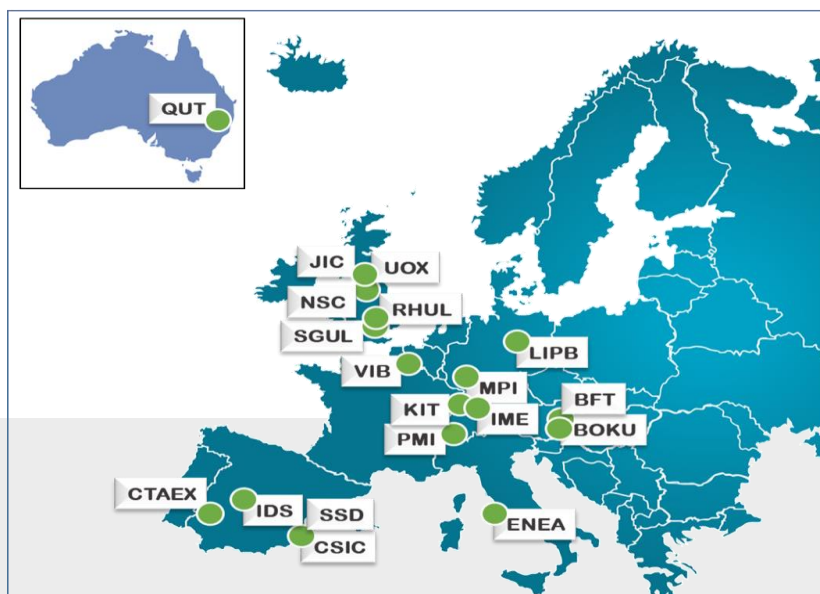 QUT
JIC
UOX
NSC
RHUL
SGUL
VIB
LIPB
MPI
BFT
KIT
IME
BOKU
PMI
CTAEX
IDS
SSD
ENEA
CSIC